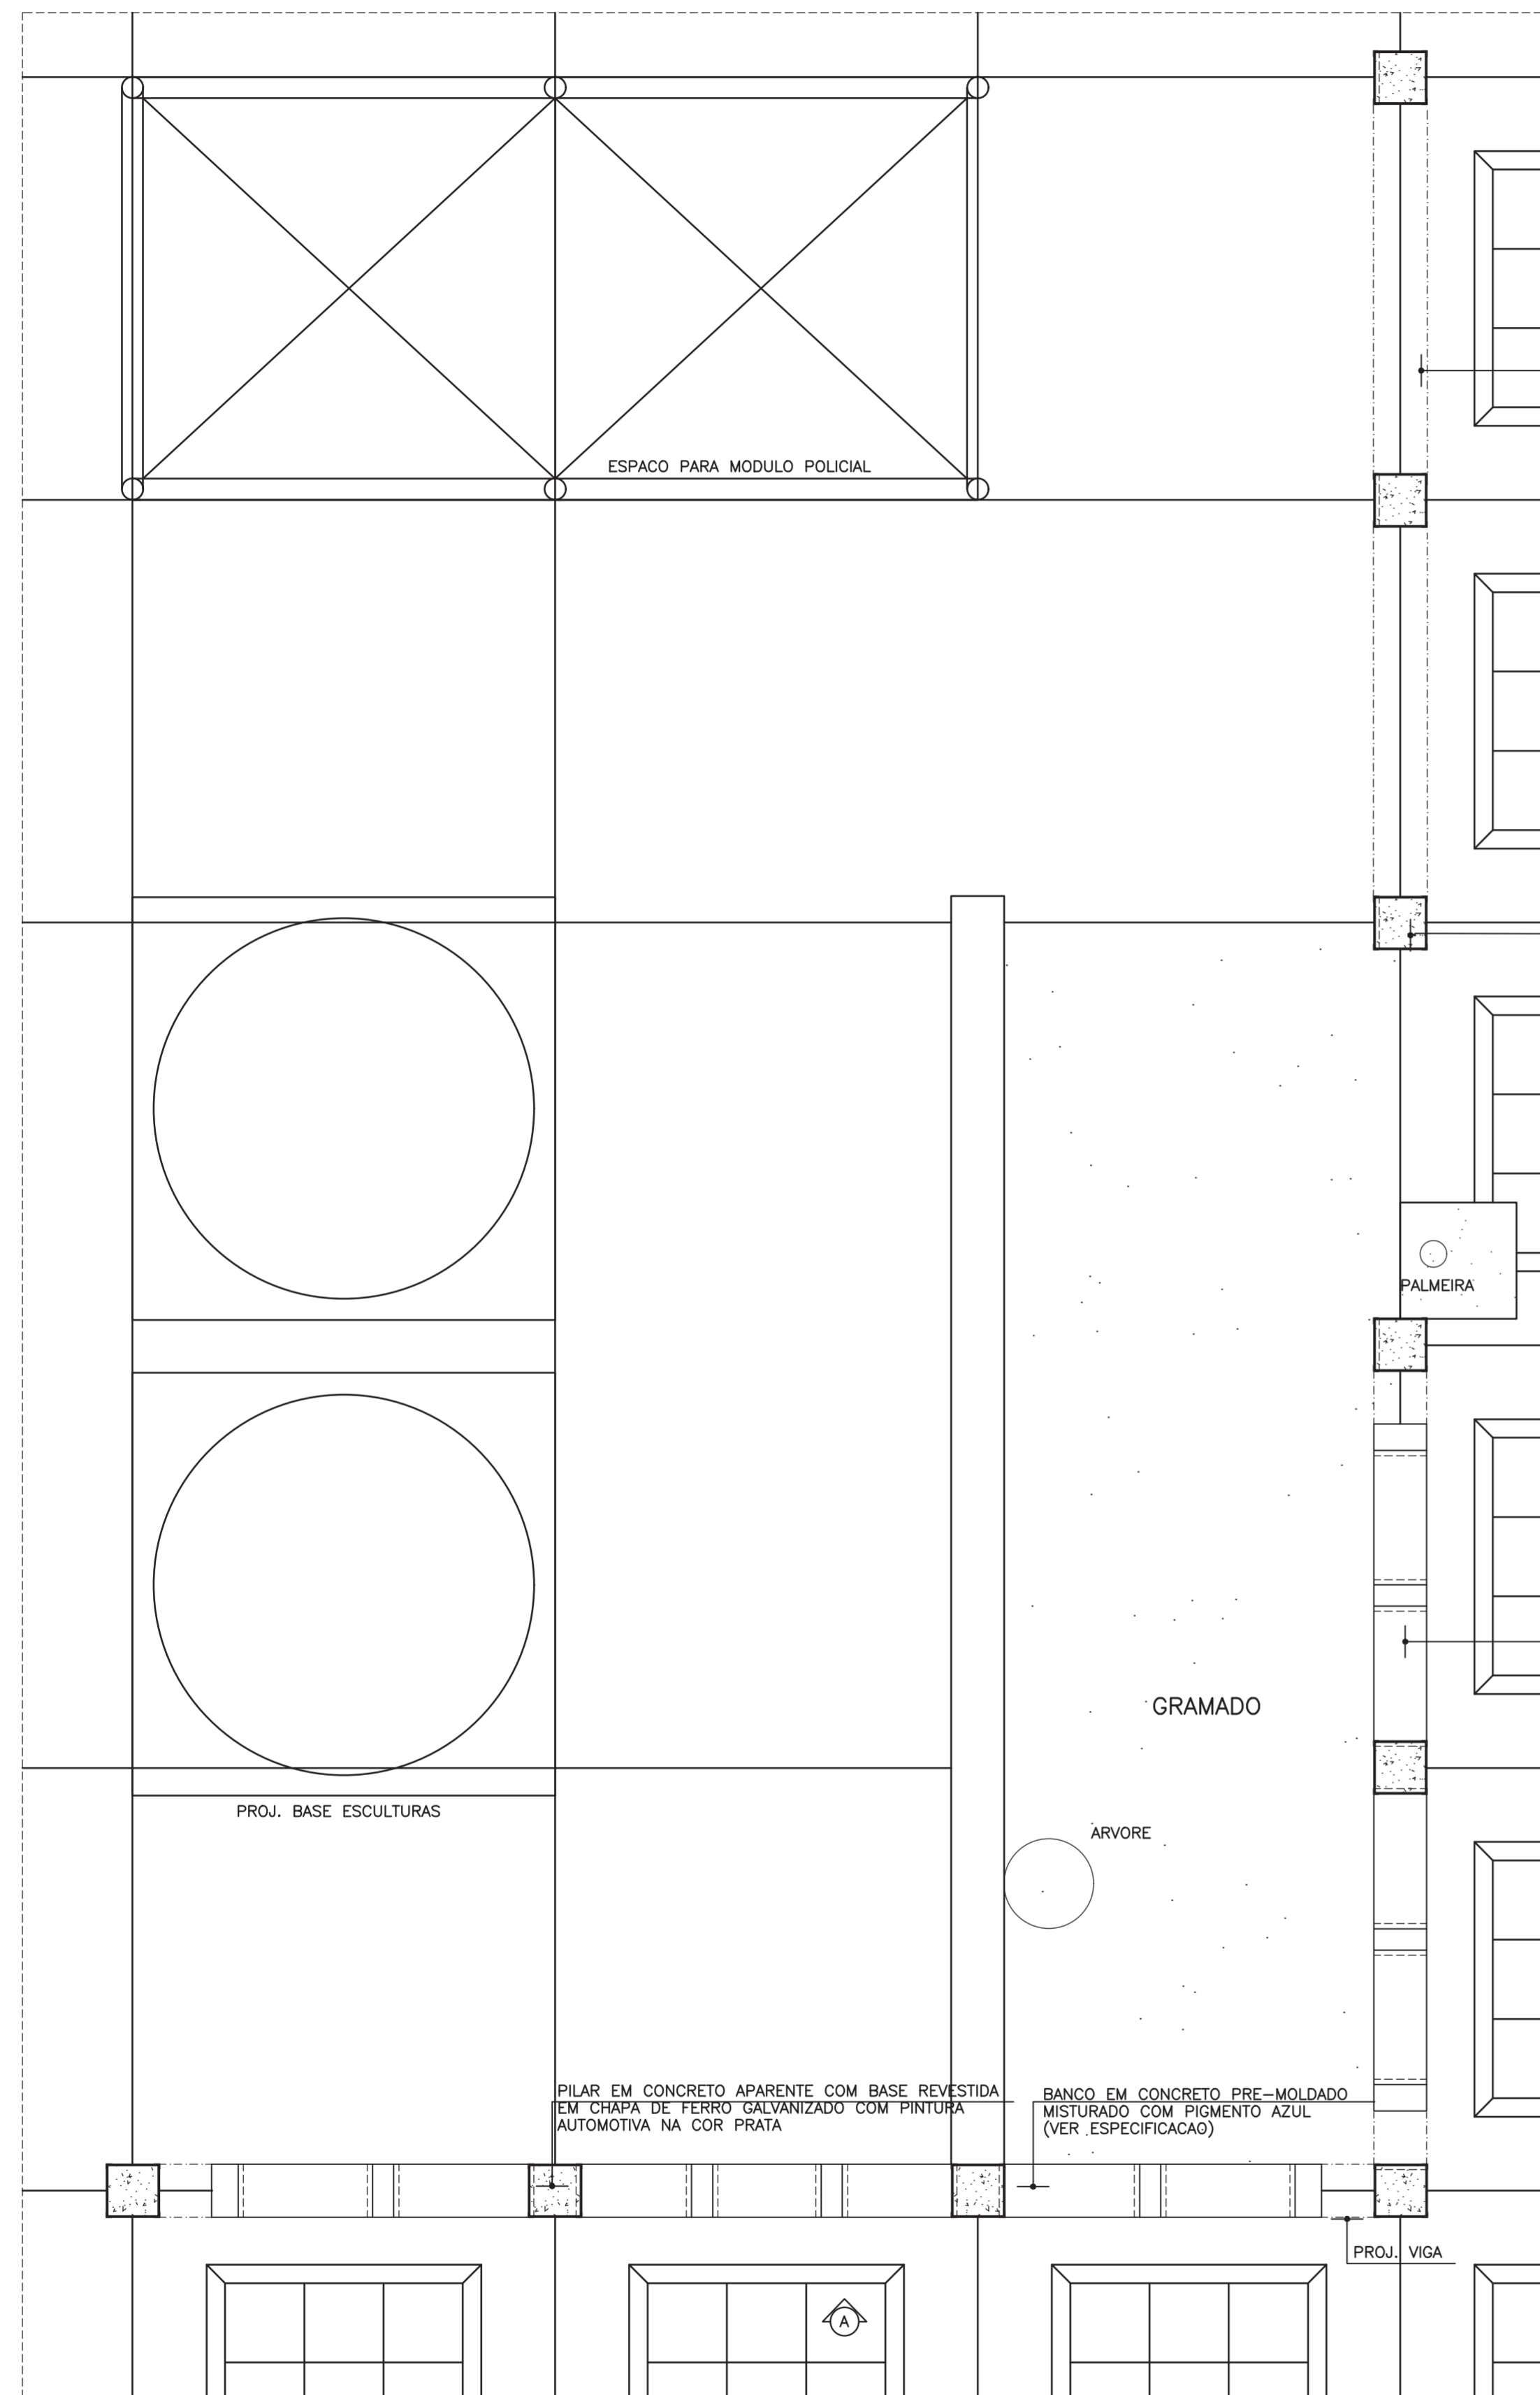 ESPACO PARA MODULO POLICIAL
PALMEIRA
GRAMADO
PROJ. BASE ESCULTURAS
ARVORE
PILAR EM CONCRETO APARENTE COM BASE REVESTIDA
EM CHAPA DE FERRO GALVANIZADO COM PINTURA
AUTOMOTIVA NA COR PRATA
BANCO EM CONCRETO PRE-MOLDADO
MISTURADO COM PIGMENTO AZUL
(VER ESPECIFICACAO)
PROJ. VIGA
A